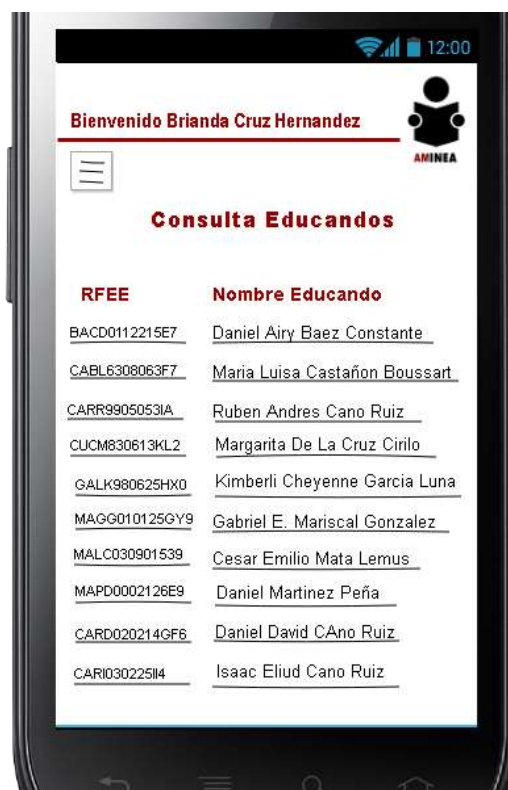 12:00
Bienvenido Brianda Cruz Hernandez
AMINEA
Consulta Educandos
RFEE Nombre Educando
BACD0112215E7 Daniel Airy Baez Constante
CABL6308063F7 Maria Luisa Castañon Boussart
CARR9905053IA Ruben Andres Cano Ruiz
CUCM830613KL2 Margarita De La Cruz Cirilo
GALK980625HX0 Kimberli Cheyenne Garcia Luna
MAGG010125GY9 Gabriel E. Mariscal Gonzalez
MALC030901539 Cesar Emilio Mata Lemus
MAPD0002126E9 Daniel Martinez Peña
CARD020214GF6 Daniel David CAno Ruiz
CARI030225II4 Isaac Eliud Cano Ruiz